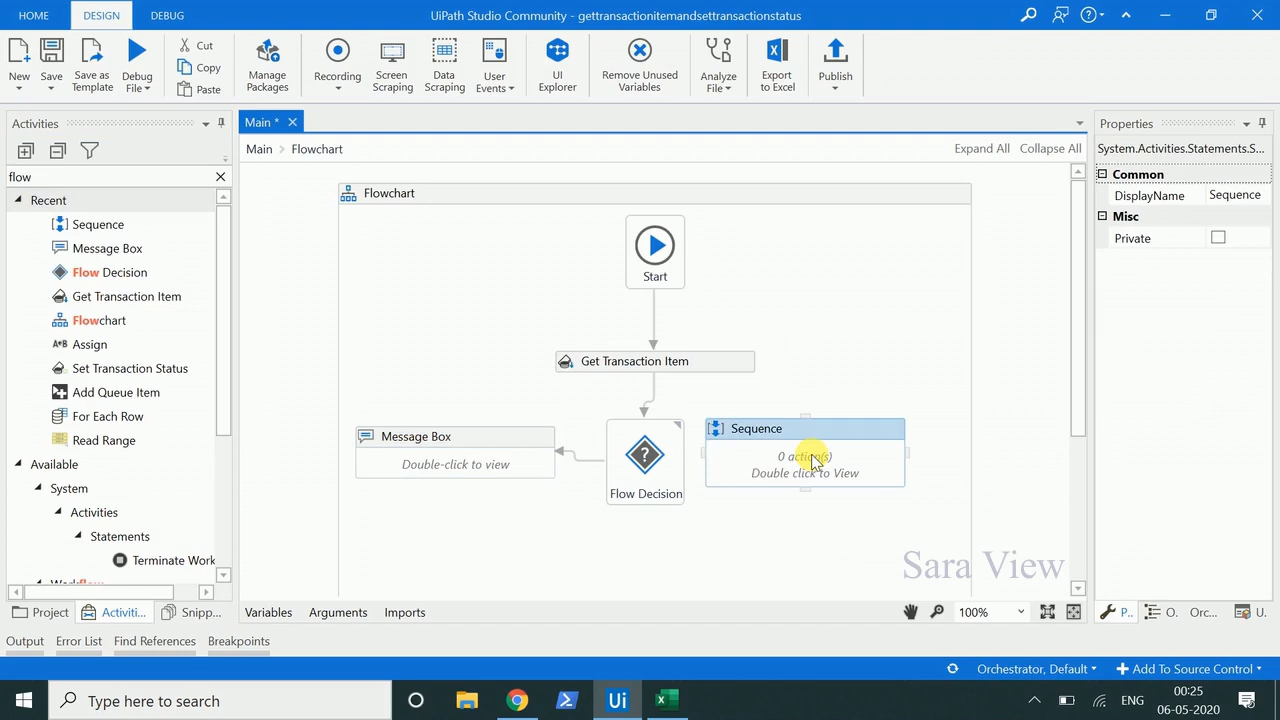 HOME DESIGN DEBUG UiPath Studio Community - gettransactionitemandsettransactionstatus
New Save Save as Template Debug File Cut Copy Paste Manage Packages Recording Screen Scraping Data Scraping User Events UI Explorer Remove Unused Variables Analyze File Export to Excel Publish
Activities
flow
Recent
Sequence
Message Box
Flow Decision
Get Transaction Item
Flowchart
Assign
Set Transaction Status
Add Queue Item
For Each Row
Read Range
Available
System
Activities
Statements
Terminate Work
Workflow
Project Activiti... Snipp...
Main *
Main > Flowchart Expand All Collapse All
Flowchart
Start
Get Transaction Item
Message Box
Double-click to view
Flow Decision
Sequence
0 action(s)
Double click to View
Sara View
Variables Arguments Imports 100%
Properties
System.Activities.Statements.S...
Common
DisplayName Sequence
Misc
Private
P.. O. Orc... U.
Output Error List Find References Breakpoints
Orchestrator, Default Add To Source Control
Type here to search
Ui
ENG
00:25
06-05-2020